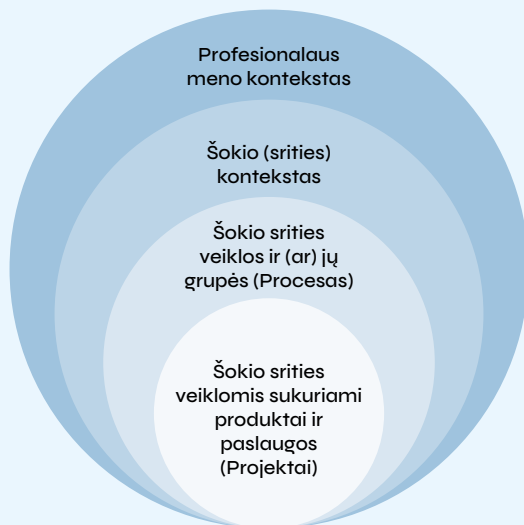 Profesionalaus
meno kontekstas
Šokio (srities)
kontekstas
Šokio srities
veiklos ir (ar) jų
grupės (Procesas)
Šokio srities
veiklomis sukuriami
produktai ir
paslaugos
(Projektai)